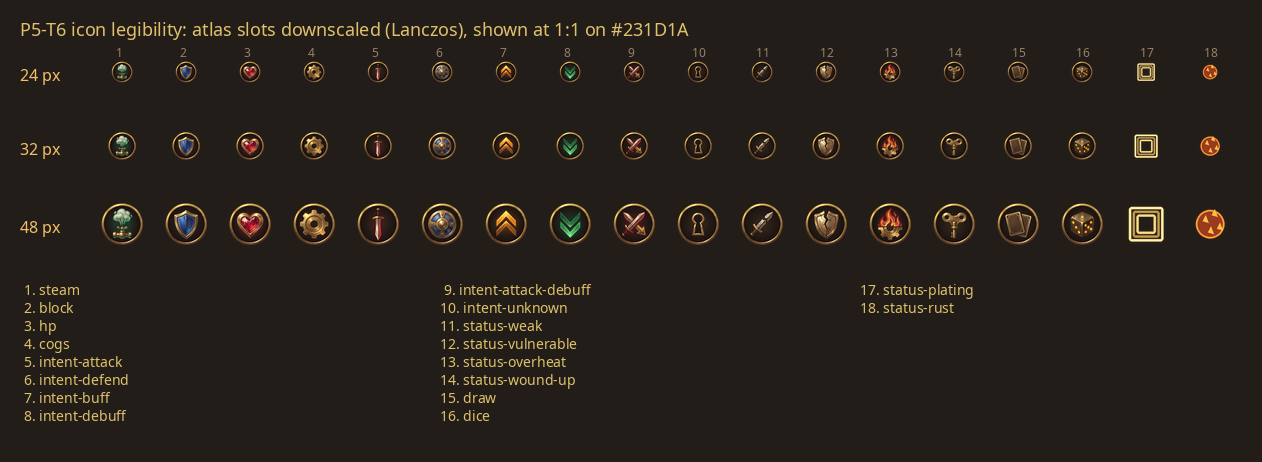 P5-T6 icon legibility: atlas slots downscaled (Lanczos), shown at 1:1 on #231D1A
1 2 3 4 5 6 7 8 9 10 11 12 13 14 15 16 17 18
24 px
32 px
48 px
1. steam
2. block
3. hp
4. cogs
5. intent-attack
6. intent-defend
7. intent-buff
8. intent-debuff
9. intent-attack-debuff
10. intent-unknown
11. status-weak
12. status-vulnerable
13. status-overheat
14. status-wound-up
15. draw
16. dice
17. status-plating
18. status-rust